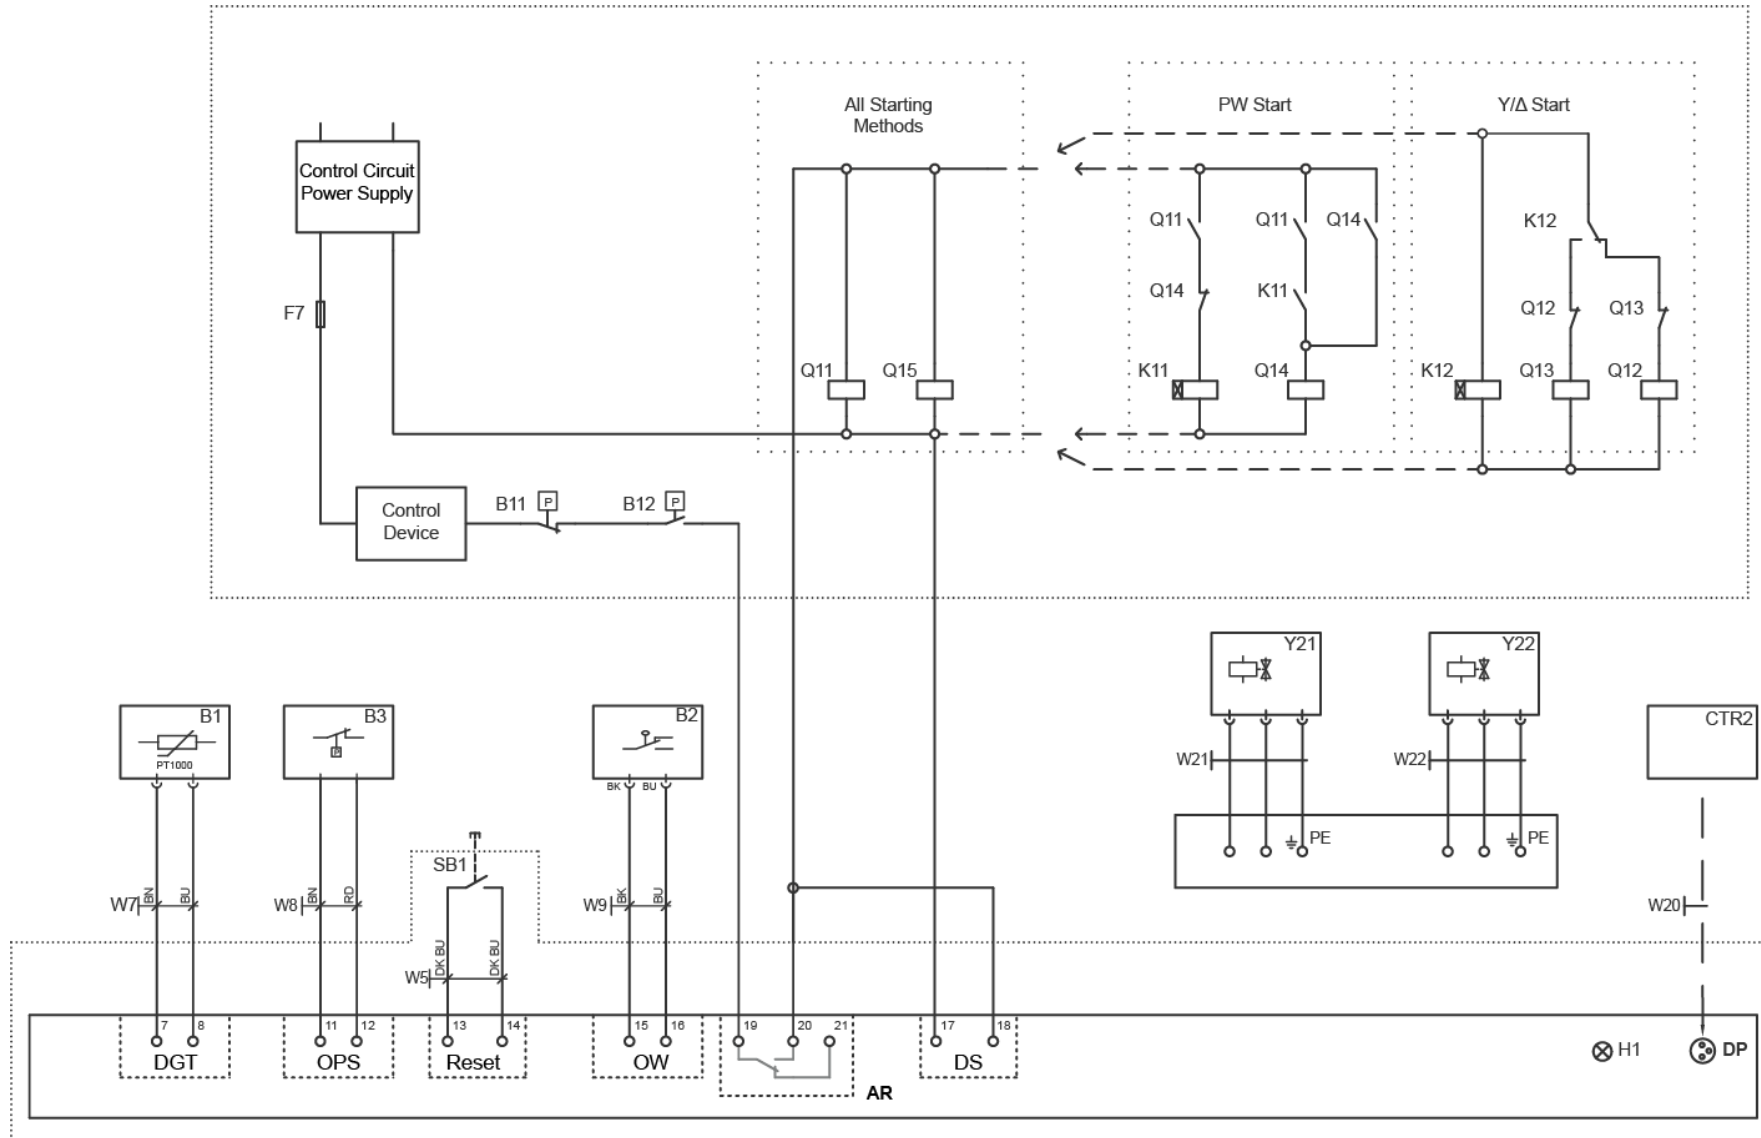 All Starting
Methods
PW Start
Y/Δ Start
Control Circuit
Power Supply
Q11
Q11
Q14
K12
F7
Q14
K11
Q12
Q13
Q11
Q15
K11
Q14
K12
Q13
Q12
Control
Device
B11
P
B12
P
Y21
Y22
B1
PT1000
B3
P
B2
CTR2
BK
BU
W21
W22
PE
PE
SB1
W7
BN
BU
W8
BN
RD
W9
BK
BU
W20
W5
DK BU
DK BU
7
8
11
12
13
14
15
16
19
20
21
17
18
DGT
OPS
Reset
OW
AR
DS
H1
DP